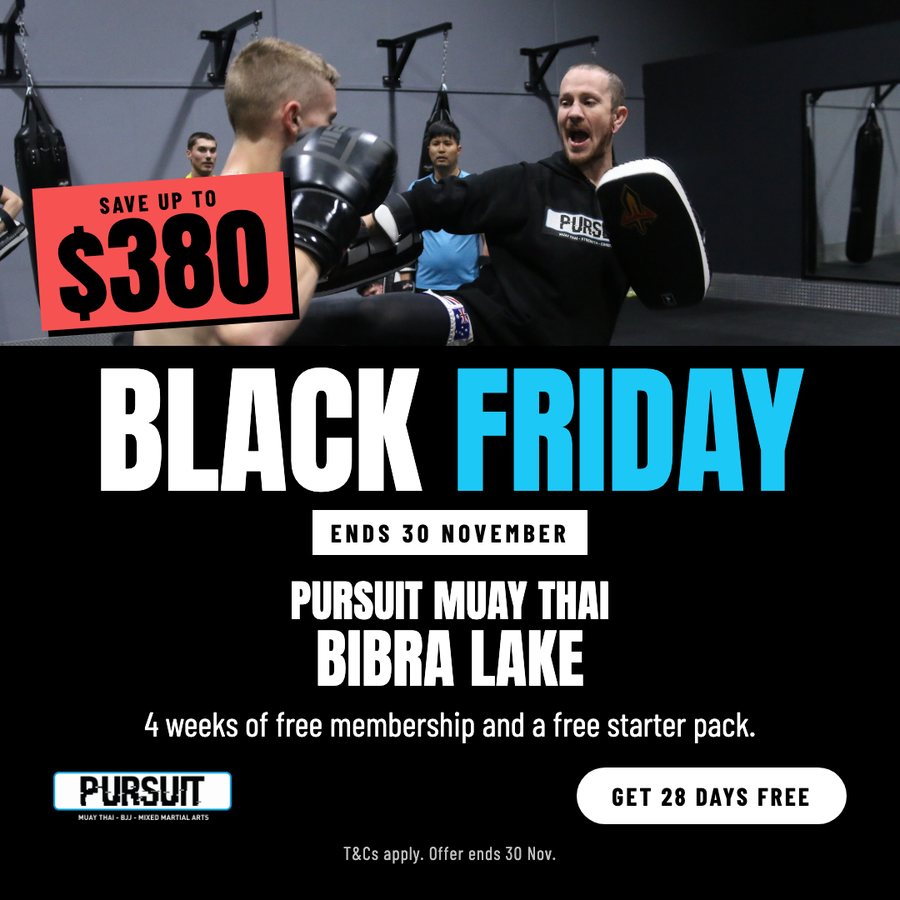 SAVE UP TO
$380
PURS
BLACK FRIDAY
ENDS 30 NOVEMBER
PURSUIT MUAY THAI
BIBRA LAKE
4 weeks of free membership and a free starter pack.
PURSUIT
MUAY THAI - BJJ - MIXED MARTIAL ARTS
GET 28 DAYS FREE
T&Cs apply. Offer ends 30 Nov.